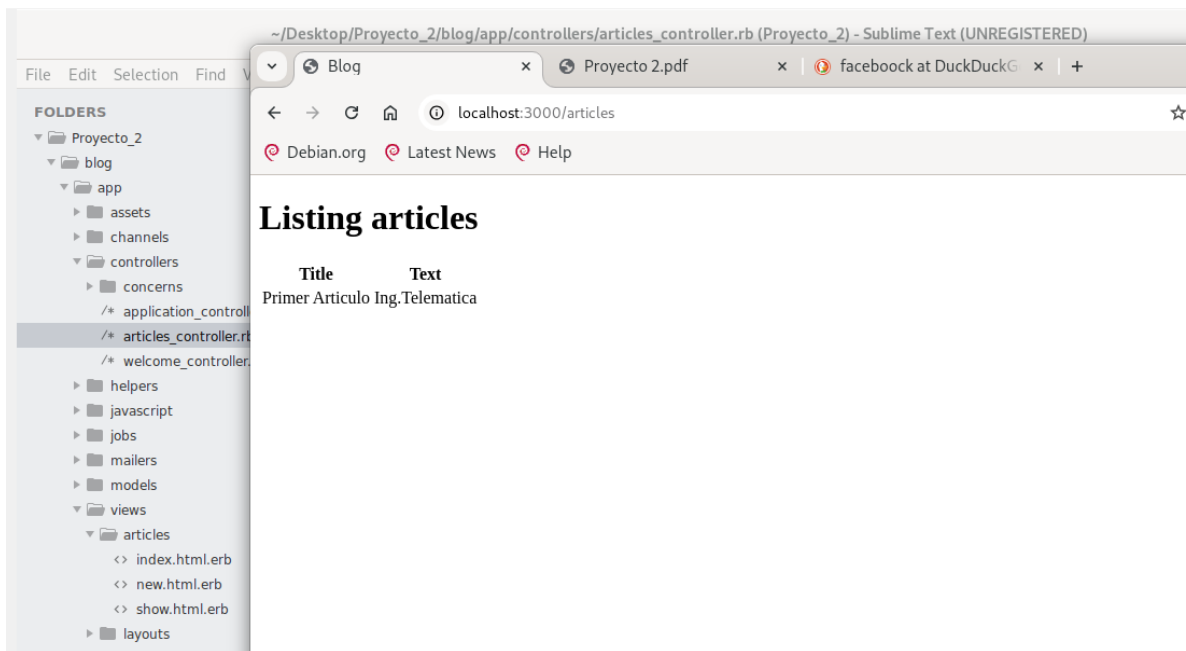 ~/Desktop/Proyecto_2/blog/app/controllers/articles_controller.rb (Proyecto_2) - Sublime Text (UNREGISTERED)
File Edit Selection Find V
Blog
Proyecto 2.pdf
faceboock at DuckDuckG
localhost:3000/articles
Debian.org Latest News Help
FOLDERS
Proyecto_2
blog
app
assets
channels
controllers
concerns
/* application_controll
/* articles_controller.rb
/* welcome_controller.
helpers
javascript
jobs
mailers
models
views
articles
<> index.html.erb
<> new.html.erb
<> show.html.erb
layouts
Listing articles
Title Text
Primer Articulo Ing.Telematica